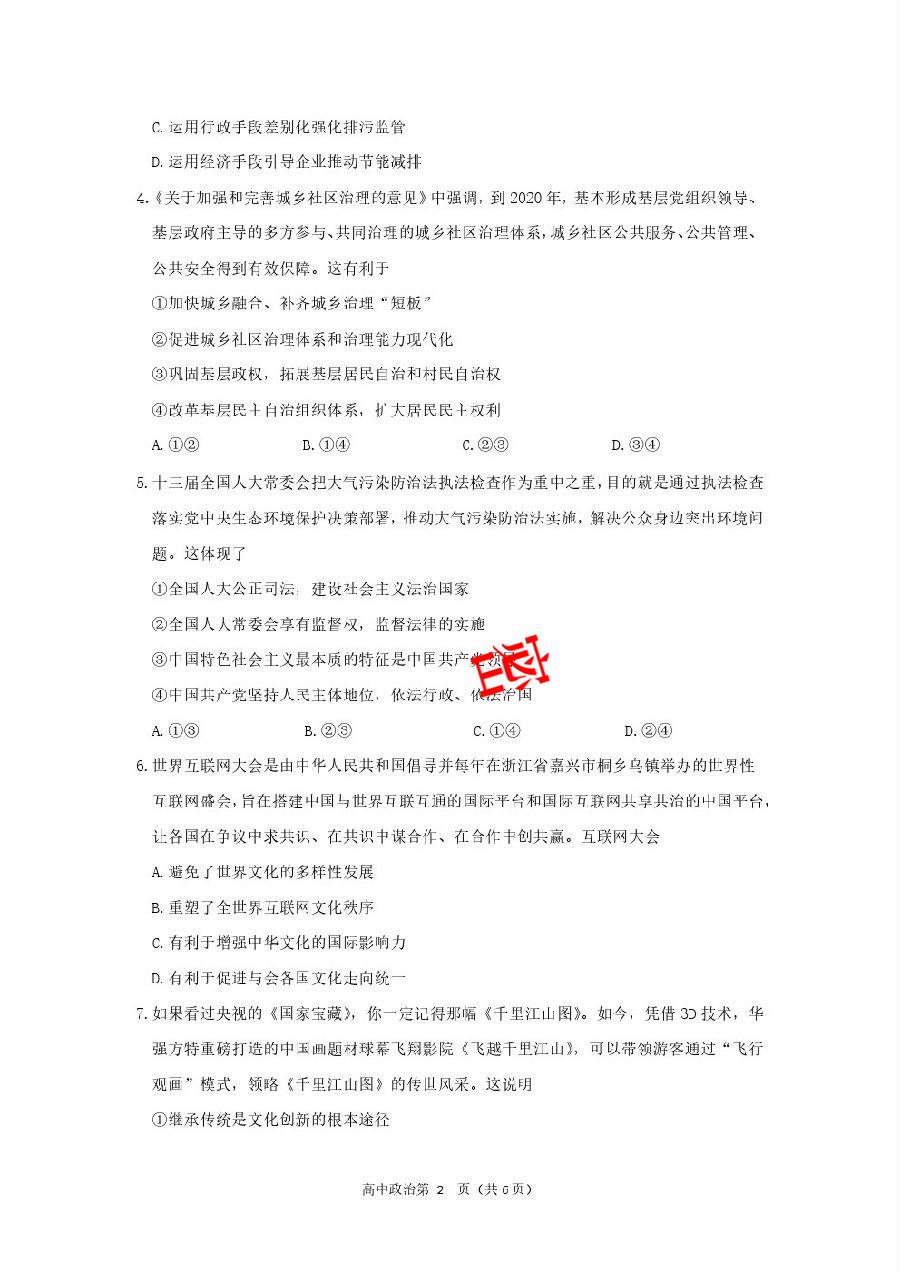 C. 运用行政手段差别化强化排污监管
D. 运用经济手段引导企业推动节能减排
4.《关于加强和完善城乡社区治理的意见》中强调，到 2020 年，基本形成基层党组织领导、
基层政府主导的多方参与、共同治理的城乡社区治理体系，城乡社区公共服务、公共管理、
公共安全得到有效保障。这有利于
①加快城乡融合、补齐城乡治理“短板”
②促进城乡社区治理体系和治理能力现代化
③巩固基层政权，拓展基层居民自治和村民自治权
④改革基层民主自治组织体系，扩大居民民主权利
A. ①② B. ①④ C. ②③ D. ③④
5. 十三届全国人大常委会把大气污染防治法执法检查作为重中之重，目的就是通过执法检查
落实党中央生态环境保护决策部署，推动大气污染防治法实施，解决公众身边突出环境问
题。这体现了
①全国人大公正司法，建设社会主义法治国家
②全国人大常委会享有监督权，监督法律的实施
③中国特色社会主义最本质的特征是中国共产党领导
④中国共产党坚持人民主体地位，依法行政、依法治国
A. ①③ B. ②③ C. ①④ D. ②④
6. 世界互联网大会是由中华人民共和国倡导并每年在浙江省嘉兴市桐乡乌镇举办的世界性
互联网盛会，旨在搭建中国与世界互联互通的国际平台和国际互联网共享共治的中国平台，
让各国在争议中求共识、在共识中谋合作、在合作中创共赢。互联网大会
A. 避免了世界文化的多样性发展
B. 重塑了全世界互联网文化秩序
C. 有利于增强中华文化的国际影响力
D. 有利于促进与会各国文化走向统一
7. 如果看过央视的《国家宝藏》，你一定记得那幅《千里江山图》。如今，凭借 3D 技术，华
强方特重磅打造的中国画题材球幕飞翔影院《飞越千里江山》，可以带领游客通过“飞行
观画”模式，领略《千里江山图》的传世风采。这说明
①继承传统是文化创新的根本途径
高中政治第 2 页（共 6 页）